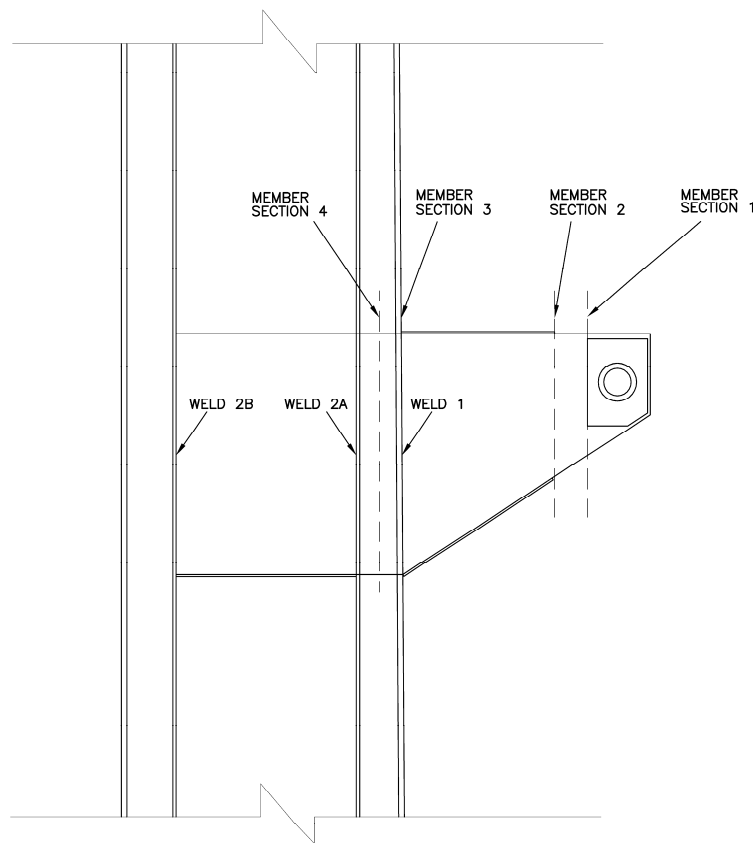 MEMBER
SECTION 4
MEMBER
SECTION 3
MEMBER
SECTION 2
MEMBER
SECTION 1
WELD 2B
WELD 2A
WELD 1